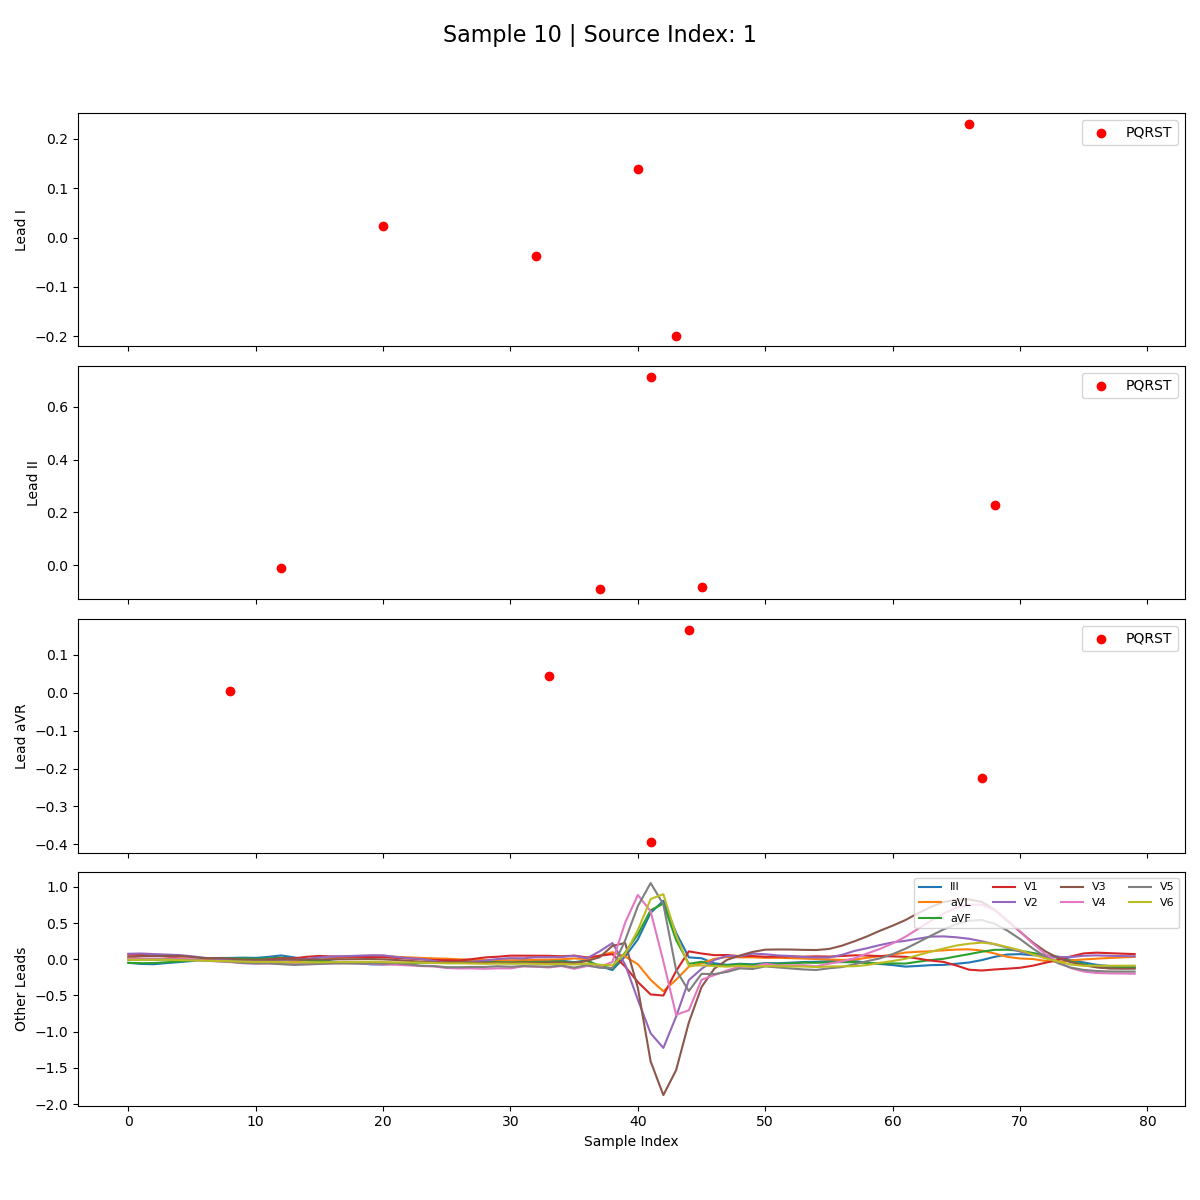 Sample 10 | Source Index: 1
Lead I
0.2
0.1
0.0
−0.1
−0.2
PQRST
Lead II
0.6
0.4
0.2
0.0
PQRST
Lead aVR
0.1
0.0
−0.1
−0.2
−0.3
−0.4
PQRST
Other Leads
1.0
0.5
0.0
−0.5
−1.0
−1.5
−2.0
III V1 V3 V5
aVL V2 V4 V6
aVF
0 10 20 30 40 50 60 70 80
Sample Index